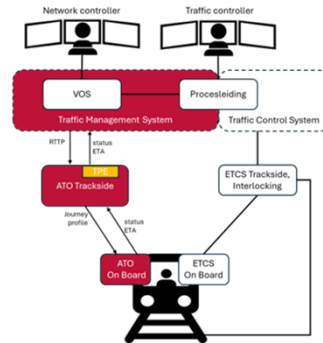 Network controller
Traffic controller
VOS
Procesleiding
Traffic Management System
Traffic Control System
RTTP
status
ETA
TPE
ATO Trackside
ETCS Trackside,
Interlocking
Journey
profile
status
ETA
ATO
On Board
ETCS
On Board